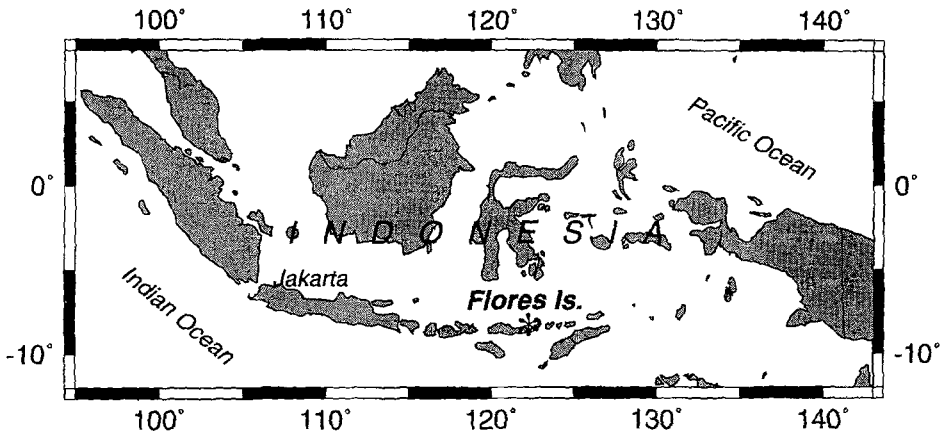 100° 110° 120° 130° 140°
Pacific Ocean
0° 0°
I N D O N E S I A
Jakarta
Indian Ocean
Flores Is.
-10° -10°
100° 110° 120° 130° 140°